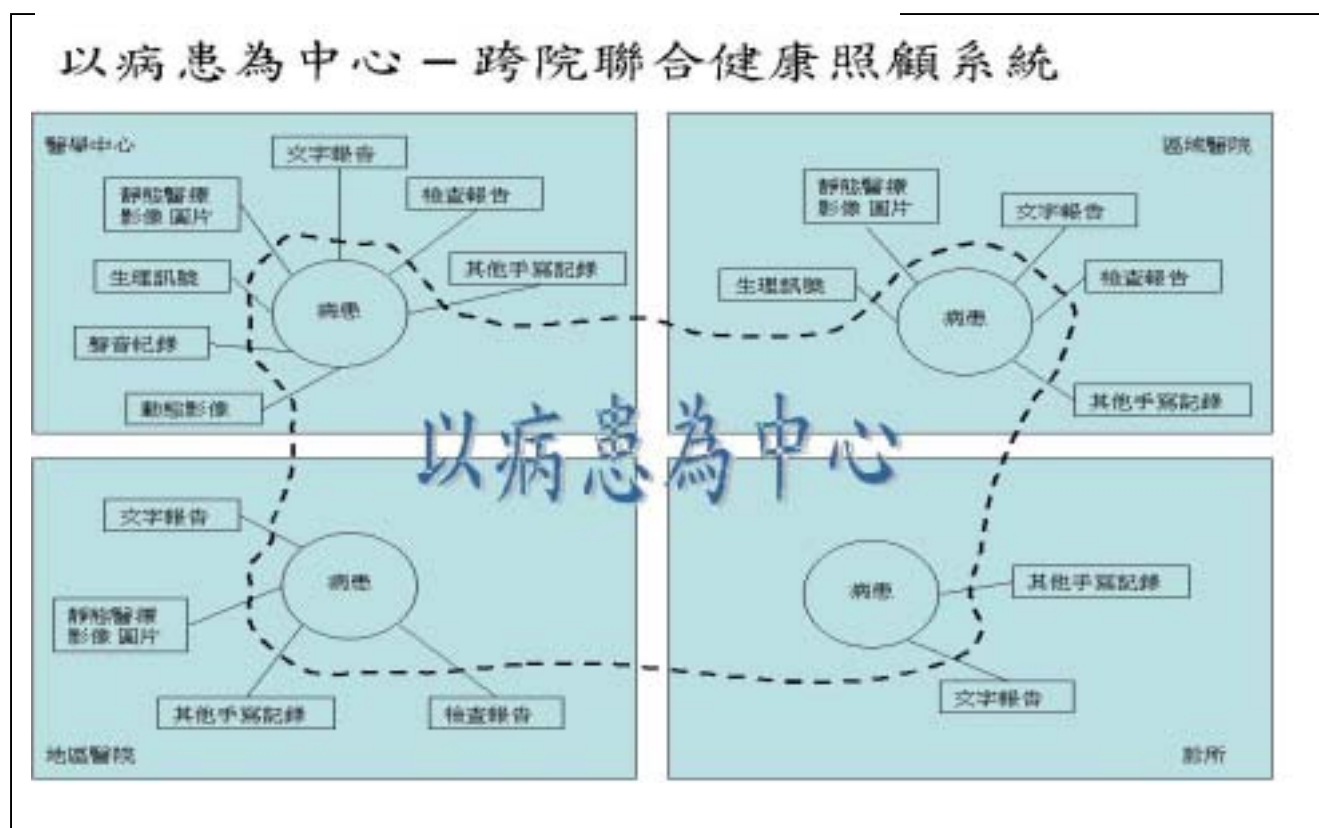 以病患為中心－跨院聯合健康照顧系統
醫學中心
文字報告
靜態醫療
影像 圖片
檢查報告
生理訊號
其他手寫記錄
病患
聲音紀錄
動態影像
區域醫院
靜態醫療
影像 圖片
文字報告
生理訊號
檢查報告
病患
其他手寫記錄
以病患為中心
文字報告
病患
靜態醫療
影像 圖片
其他手寫記錄
檢查報告
地區醫院
病患
其他手寫記錄
文字報告
診所